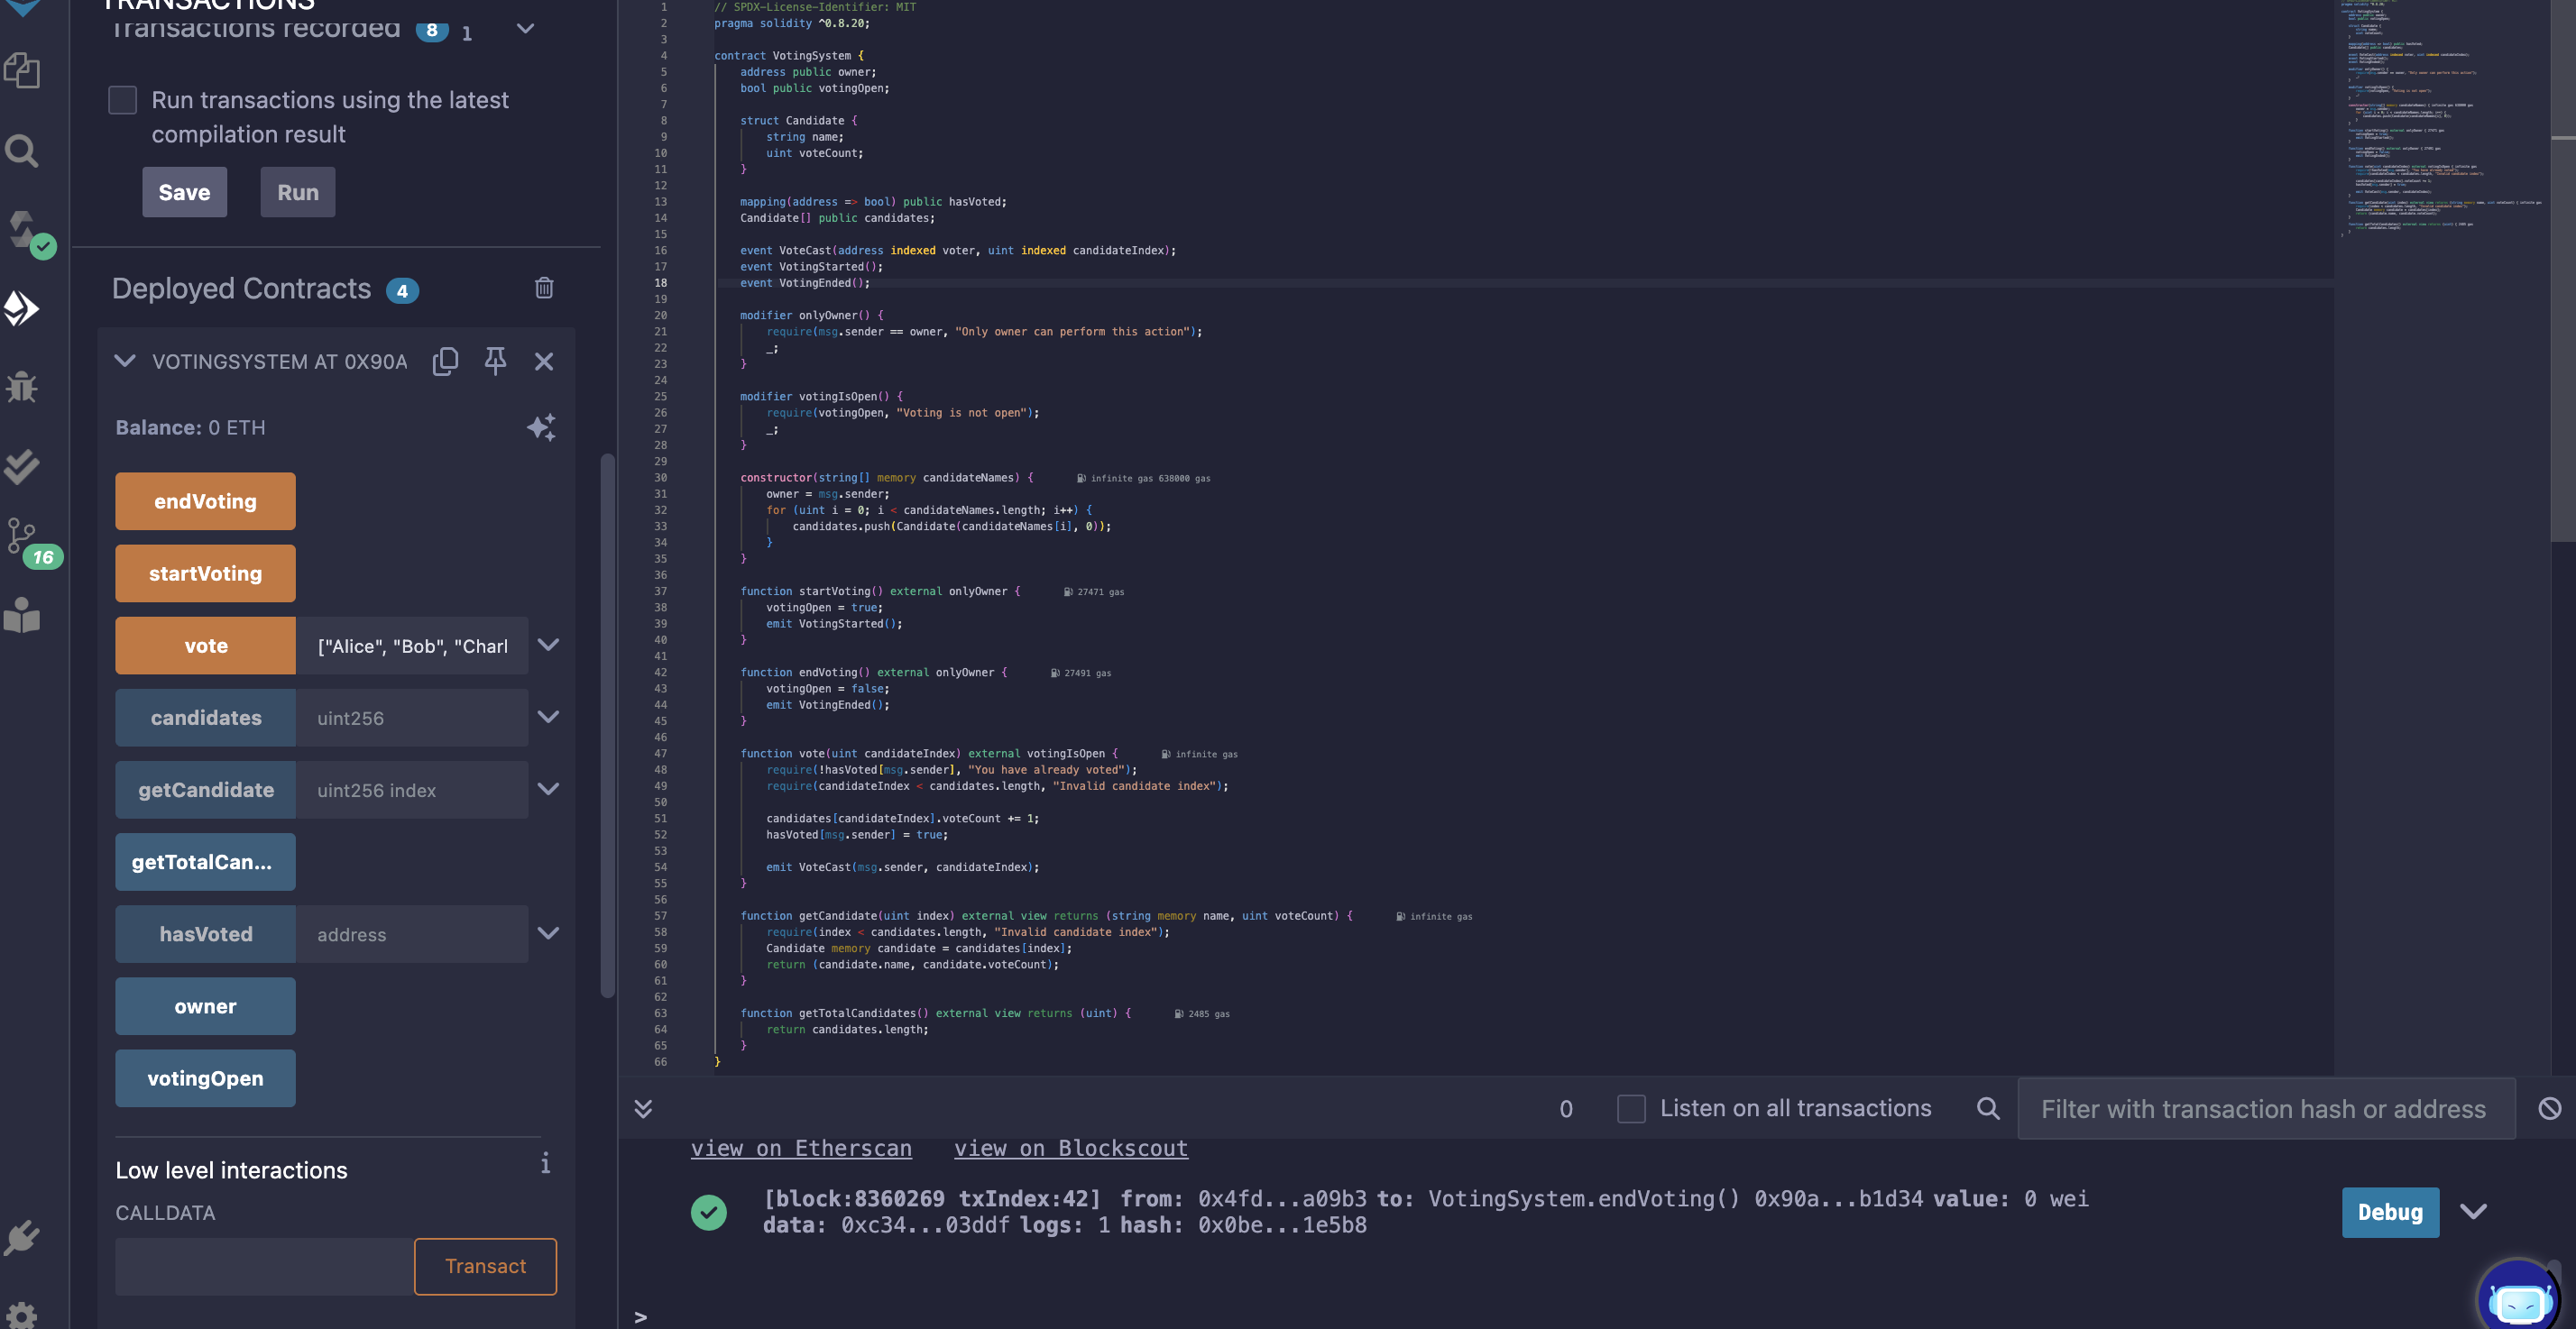 TRANSACTIONS
Transactions recorded 8 i
Run transactions using the latest
compilation result
Save Run
Deployed Contracts 4
VOTINGSYSTEM AT 0X90A
Balance: 0 ETH
endVoting
startVoting
16
vote ["Alice", "Bob", "Charl
candidates uint256
getCandidate uint256 index
getTotalCan...
hasVoted address
owner
votingOpen
Low level interactions i
CALLDATA
Transact
1 // SPDX-License-Identifier: MIT
2 pragma solidity ^0.8.20;
3
4 contract VotingSystem {
5 address public owner;
6 bool public votingOpen;
7
8 struct Candidate {
9 string name;
10 uint voteCount;
11 }
12
13 mapping(address => bool) public hasVoted;
14 Candidate[] public candidates;
15
16 event VoteCast(address indexed voter, uint indexed candidateIndex);
17 event VotingStarted();
18 event VotingEnded();
19
20 modifier onlyOwner() {
21 require(msg.sender == owner, "Only owner can perform this action");
22 _;
23 }
24
25 modifier votingIsOpen() {
26 require(votingOpen, "Voting is not open");
27 _;
28 }
29
30 constructor(string[] memory candidateNames) { infinite gas 638000 gas
31 owner = msg.sender;
32 for (uint i = 0; i < candidateNames.length; i++) {
33 candidates.push(Candidate(candidateNames[i], 0));
34 }
35 }
36
37 function startVoting() external onlyOwner { 27471 gas
38 votingOpen = true;
39 emit VotingStarted();
40 }
41
42 function endVoting() external onlyOwner { 27491 gas
43 votingOpen = false;
44 emit VotingEnded();
45 }
46
47 function vote(uint candidateIndex) external votingIsOpen { infinite gas
48 require(!hasVoted[msg.sender], "You have already voted");
49 require(candidateIndex < candidates.length, "Invalid candidate index");
50
51 candidates[candidateIndex].voteCount += 1;
52 hasVoted[msg.sender] = true;
53
54 emit VoteCast(msg.sender, candidateIndex);
55 }
56
57 function getCandidate(uint index) external view returns (string memory name, uint voteCount) { infinite gas
58 require(index < candidates.length, "Invalid candidate index");
59 Candidate memory candidate = candidates[index];
60 return (candidate.name, candidate.voteCount);
61 }
62
63 function getTotalCandidates() external view returns (uint) { 2485 gas
64 return candidates.length;
65 }
66 }
0 Listen on all transactions Filter with transaction hash or address
view on Etherscan view on Blockscout
[block:8360269 txIndex:42] from: 0x4fd...a09b3 to: VotingSystem.endVoting() 0x90a...b1d34 value: 0 wei
data: 0xc34...03ddf logs: 1 hash: 0x0be...1e5b8
Debug
>